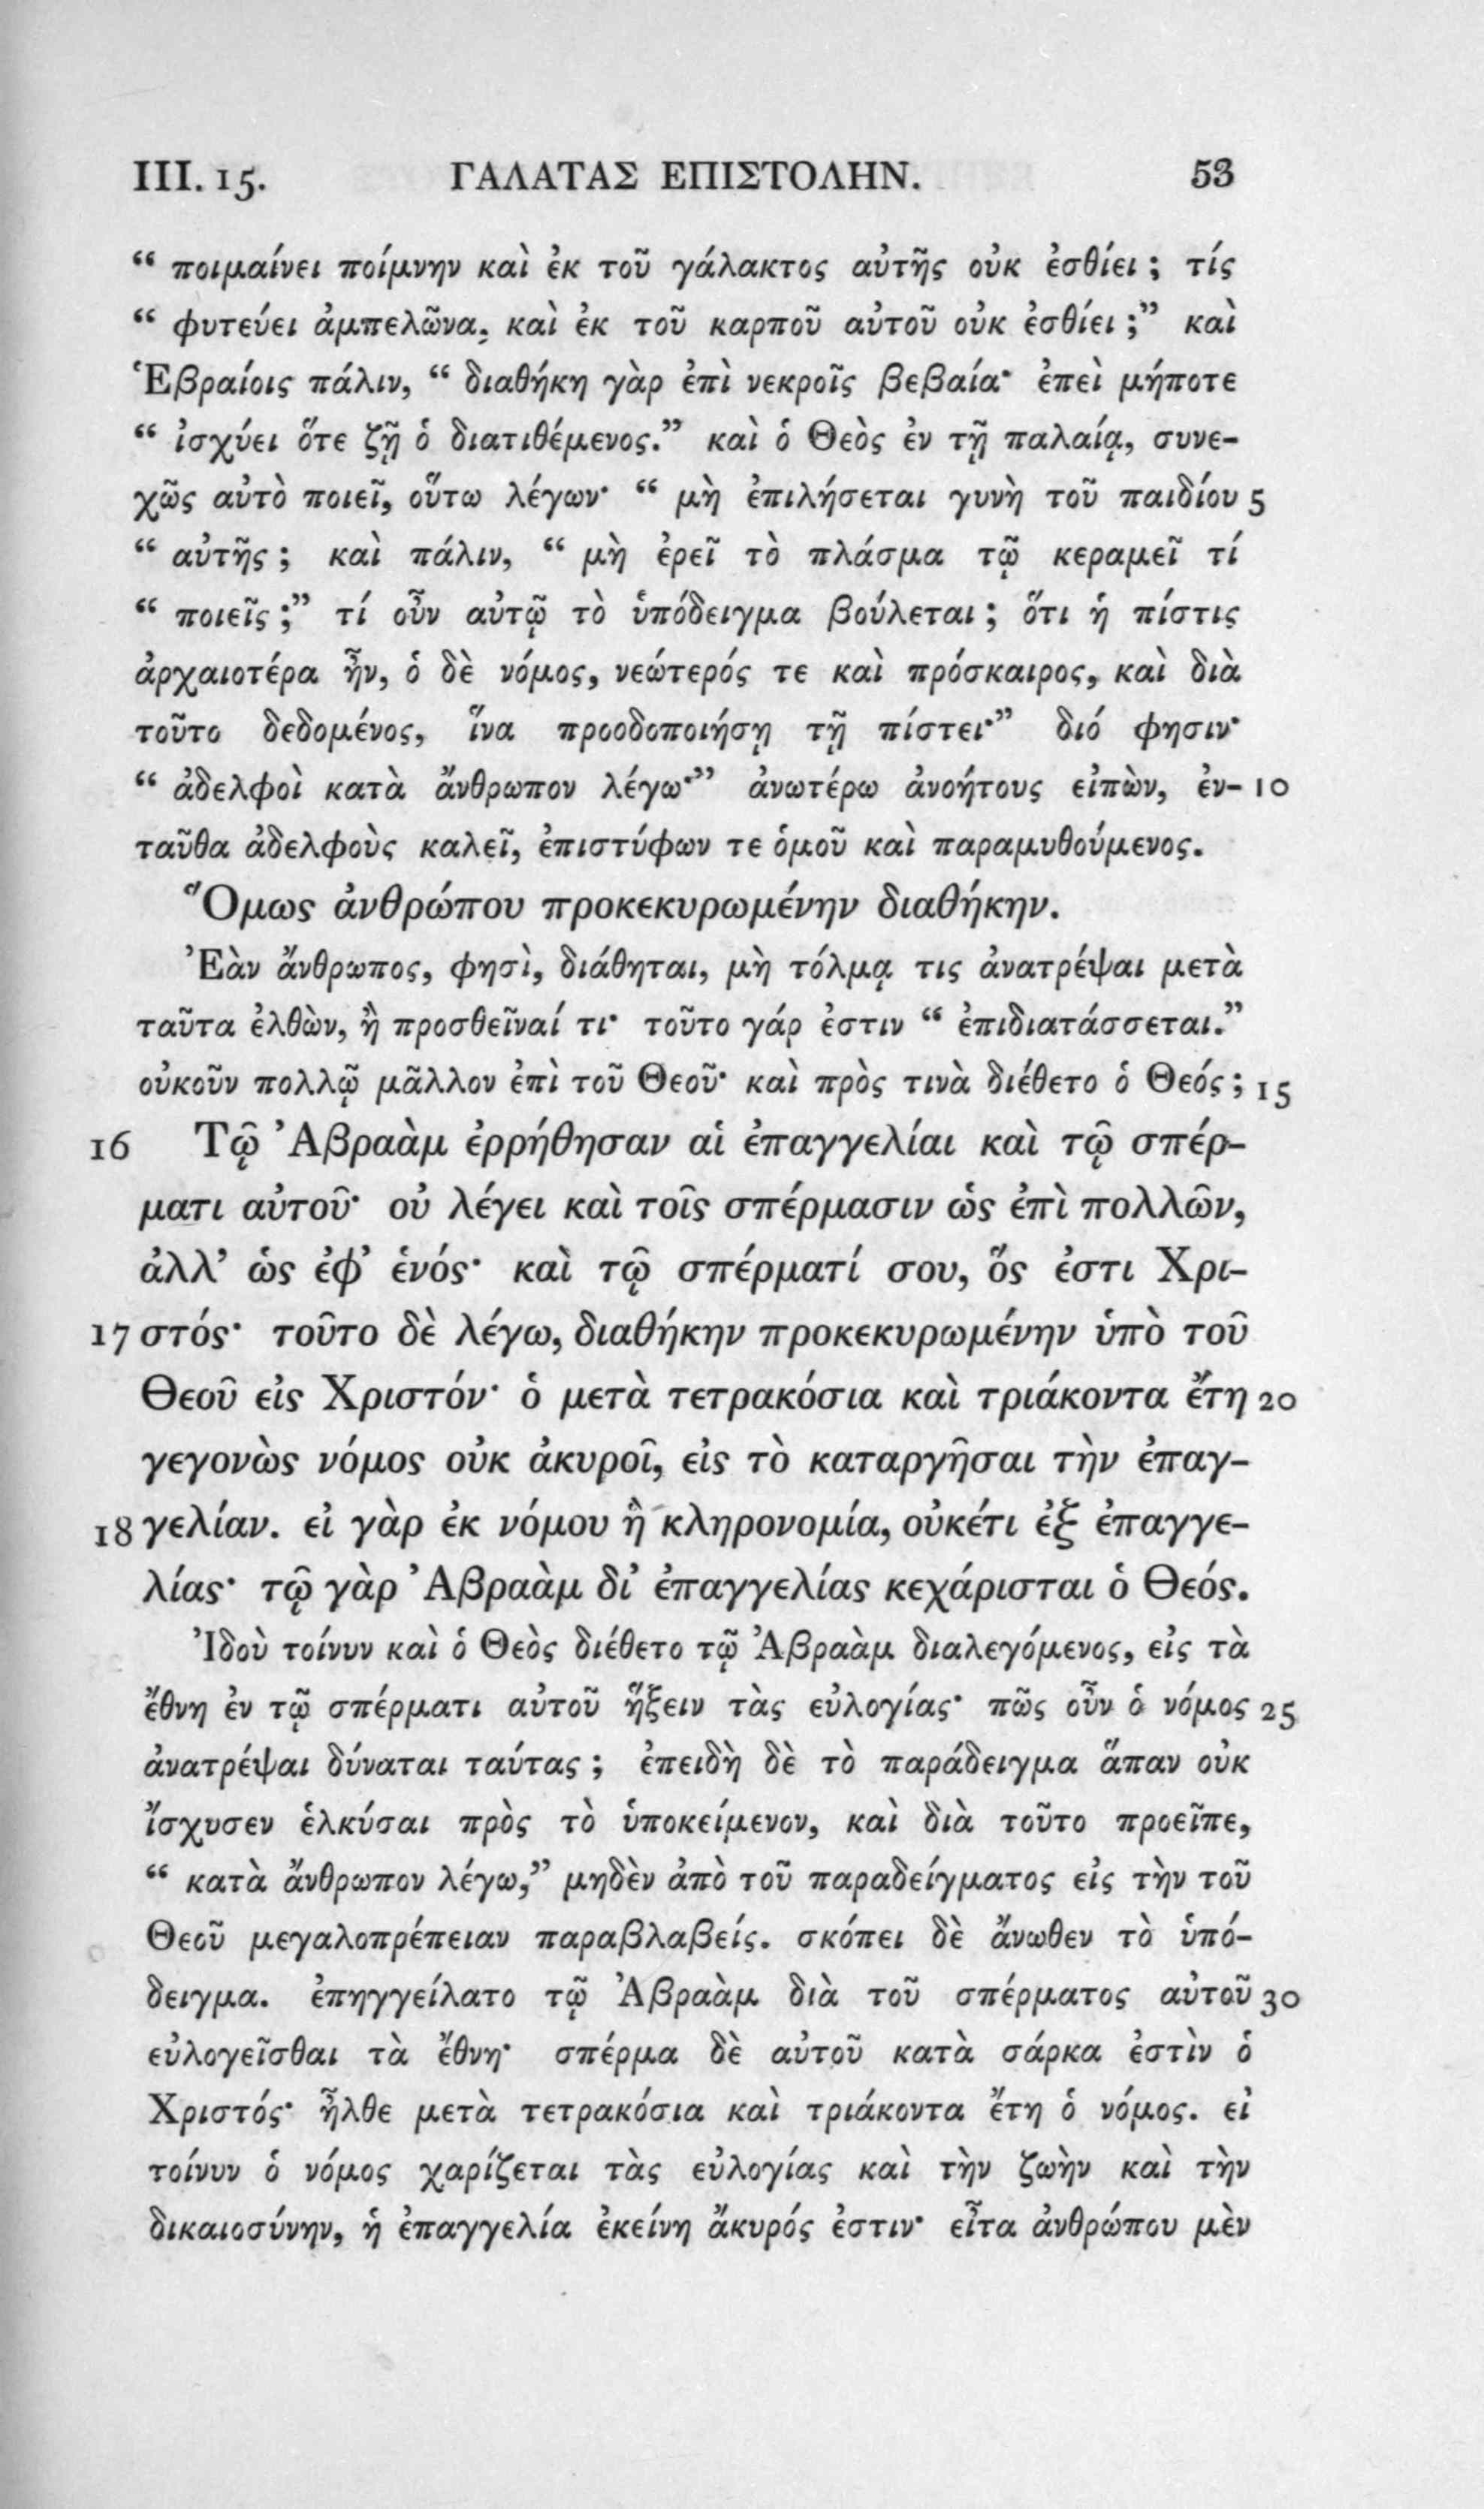 III. 15. ΓΑΛΑΤΑΣ ΕΠΙΣΤΟΛΗΝ. 53
“ ποιμαίνει ποίμνην καὶ ἐκ τοῦ γάλακτος αὐτῆς οὐκ ἐσθίει ; τίς
“ φυτεύει ἀμπελῶνα, καὶ ἐκ τοῦ καρποῦ αὐτοῦ οὐκ ἐσθίει ;” καὶ
Ἑβραίοις πάλιν, “ διαθήκη γὰρ ἐπὶ νεκροῖς βεβαία· ἐπεὶ μήποτε
“ ἰσχύει ὅτε ζῇ ὁ διατιθέμενος.” καὶ ὁ Θεὸς ἐν τῇ παλαίᾳ, συνε-
χῶς αὐτὸ ποιεῖ, οὕτω λέγων· “ μὴ ἐπιλήσεται γυνὴ τοῦ παιδίου 5
“ αὐτῆς ; καὶ πάλιν, “ μὴ ἐρεῖ τὸ πλάσμα τῷ κεραμεῖ τί
“ ποιεῖς ;” τί οὖν αὐτῷ τὸ ὑπόδειγμα βούλεται ; ὅτι ἡ πίστις
ἀρχαιοτέρα ἦν, ὁ δὲ νόμος, νεώτερός τε καὶ πρόσκαιρος, καὶ διὰ
τοῦτο δεδομένος, ἵνα προοδοποιήσῃ τῇ πίστει·” διό φησιν·
“ ἀδελφοὶ κατὰ ἄνθρωπον λέγω·” ἀνωτέρω ἀνοήτους εἰπὼν, ἐν- 10
ταῦθα ἀδελφοὺς καλεῖ, ἐπιστύφων τε ὁμοῦ καὶ παραμυθούμενος.
Ὅμως ἀνθρώπου προκεκυρωμένην διαθήκην.
Ἐὰν ἄνθρωπος, φησὶ, διάθηται, μὴ τόλμᾳ τις ἀνατρέψαι μετὰ
ταῦτα ἐλθὼν, ἢ προσθεῖναί τι· τοῦτο γάρ ἐστιν “ ἐπιδιατάσσεται.”
οὐκοῦν πολλῷ μᾶλλον ἐπὶ τοῦ Θεοῦ· καὶ πρὸς τινὰ διέθετο ὁ Θεός ; 15
16 Τῷ Ἀβραὰμ ἐρρήθησαν αἱ ἐπαγγελίαι καὶ τῷ σπέρ-
ματι αὐτοῦ· οὐ λέγει καὶ τοῖς σπέρμασιν ὡς ἐπὶ πολλῶν,
ἀλλ’ ὡς ἐφ’ ἑνός· καὶ τῷ σπέρματί σου, ὅς ἐστι Χρι-
17 στός· τοῦτο δὲ λέγω, διαθήκην προκεκυρωμένην ὑπὸ τοῦ
Θεοῦ εἰς Χριστόν· ὁ μετὰ τετρακόσια καὶ τριάκοντα ἔτη 20
γεγονὼς νόμος οὐκ ἀκυροῖ, εἰς τὸ καταργῆσαι τὴν ἐπαγ-
18 γελίαν. εἰ γὰρ ἐκ νόμου ἢ κληρονομία, οὐκέτι ἐξ ἐπαγγε-
λίας· τῷ γὰρ Ἀβραὰμ δι’ ἐπαγγελίας κεχάρισται ὁ Θεός.
Ἰδοὺ τοίνυν καὶ ὁ Θεὸς διέθετο τῷ Ἀβραὰμ διαλεγόμενος, εἰς τὰ
ἔθνη ἐν τῷ σπέρματι αὐτοῦ ἥξειν τὰς εὐλογίας· πῶς οὖν ὁ νόμος 25
ἀνατρέψαι δύναται ταύτας ; ἐπειδὴ δὲ τὸ παράδειγμα ἅπαν οὐκ
ἴσχυσεν ἑλκύσαι πρὸς τὸ ὑποκείμενον, καὶ διὰ τοῦτο προεῖπε,
“ κατὰ ἄνθρωπον λέγω,” μηδὲν ἀπὸ τοῦ παραδείγματος εἰς τὴν τοῦ
Θεοῦ μεγαλοπρέπειαν παραβλαβείς. σκόπει δὲ ἄνωθεν τὸ ὑπό-
δειγμα. ἐπηγγείλατο τῷ Ἀβραὰμ διὰ τοῦ σπέρματος αὐτοῦ 30
εὐλογεῖσθαι τὰ ἔθνη· σπέρμα δὲ αὐτοῦ κατὰ σάρκα ἐστὶν ὁ
Χριστός· ἦλθε μετὰ τετρακόσια καὶ τριάκοντα ἔτη ὁ νόμος. εἰ
τοίνυν ὁ νόμος χαρίζεται τὰς εὐλογίας καὶ τὴν ζωὴν καὶ τὴν
δικαιοσύνην, ἡ ἐπαγγελία ἐκείνη ἄκυρός ἐστιν· εἶτα ἀνθρώπου μὲν